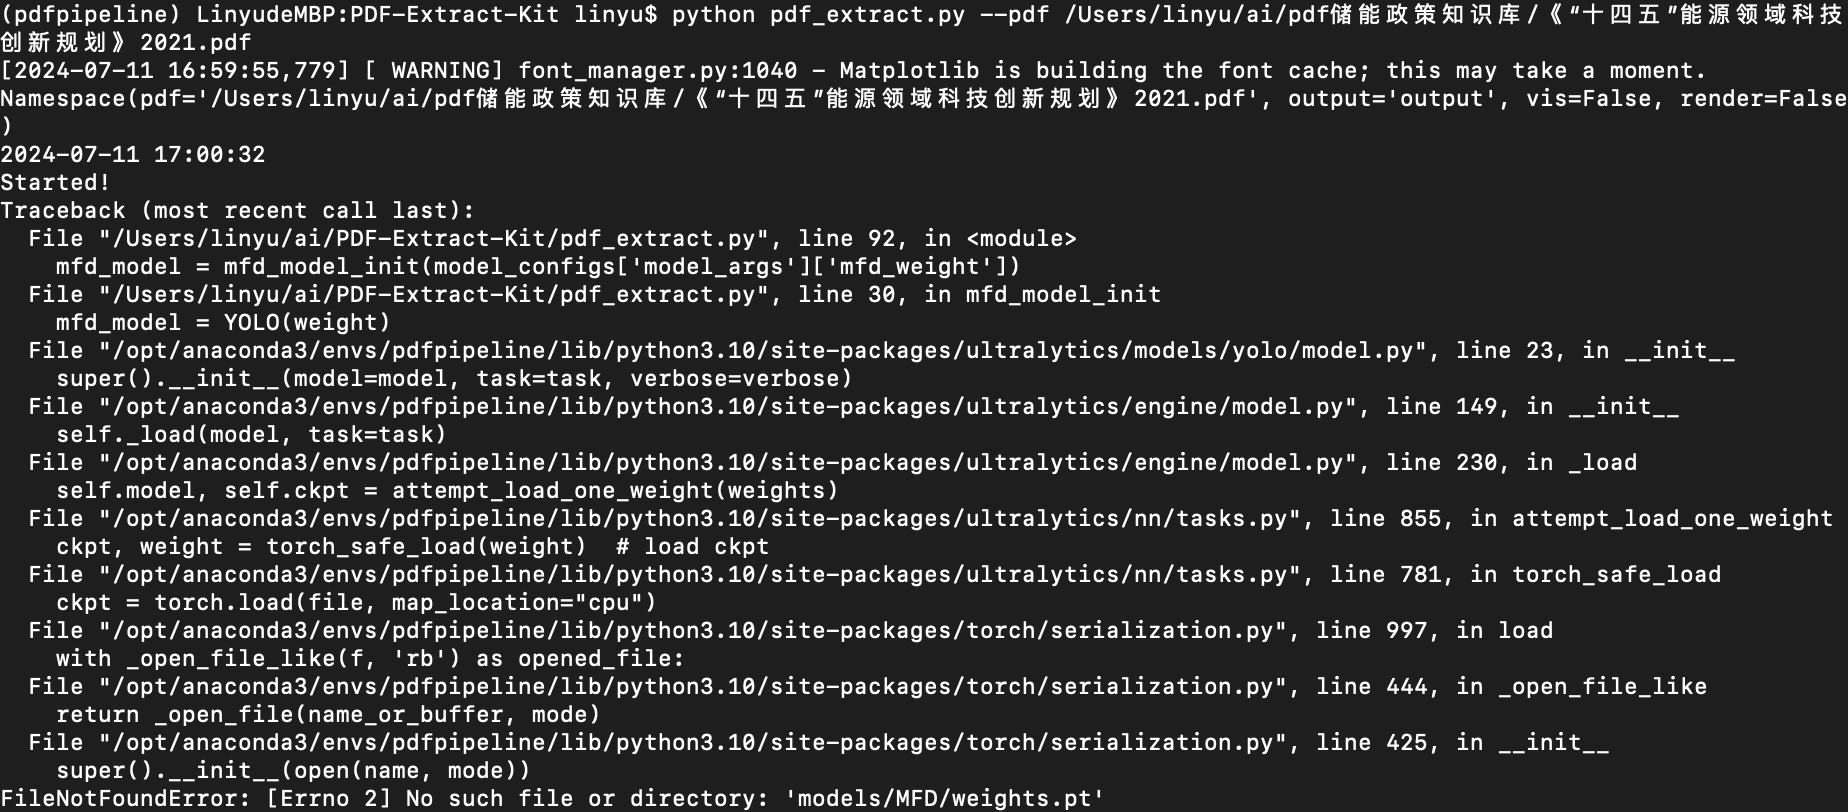 (pdfpipeline) LinyudeMBP:PDF-Extract-Kit linyu$ python pdf_extract.py --pdf /Users/linyu/ai/pdf储能政策知识库/《“十四五”能源领域科技
创新规划》2021.pdf
[2024-07-11 16:59:55,779] [ WARNING] font_manager.py:1040 - Matplotlib is building the font cache; this may take a moment.
Namespace(pdf='/Users/linyu/ai/pdf储能政策知识库/《“十四五”能源领域科技创新规划》2021.pdf', output='output', vis=False, render=False
)
2024-07-11 17:00:32
Started!
Traceback (most recent call last):
  File "/Users/linyu/ai/PDF-Extract-Kit/pdf_extract.py", line 92, in <module>
    mfd_model = mfd_model_init(model_configs['model_args']['mfd_weight'])
  File "/Users/linyu/ai/PDF-Extract-Kit/pdf_extract.py", line 30, in mfd_model_init
    mfd_model = YOLO(weight)
  File "/opt/anaconda3/envs/pdfpipeline/lib/python3.10/site-packages/ultralytics/models/yolo/model.py", line 23, in __init__
    super().__init__(model=model, task=task, verbose=verbose)
  File "/opt/anaconda3/envs/pdfpipeline/lib/python3.10/site-packages/ultralytics/engine/model.py", line 149, in __init__
    self._load(model, task=task)
  File "/opt/anaconda3/envs/pdfpipeline/lib/python3.10/site-packages/ultralytics/engine/model.py", line 230, in _load
    self.model, self.ckpt = attempt_load_one_weight(weights)
  File "/opt/anaconda3/envs/pdfpipeline/lib/python3.10/site-packages/ultralytics/nn/tasks.py", line 855, in attempt_load_one_weight
    ckpt, weight = torch_safe_load(weight)  # load ckpt
  File "/opt/anaconda3/envs/pdfpipeline/lib/python3.10/site-packages/ultralytics/nn/tasks.py", line 781, in torch_safe_load
    ckpt = torch.load(file, map_location="cpu")
  File "/opt/anaconda3/envs/pdfpipeline/lib/python3.10/site-packages/torch/serialization.py", line 997, in load
    with _open_file_like(f, 'rb') as opened_file:
  File "/opt/anaconda3/envs/pdfpipeline/lib/python3.10/site-packages/torch/serialization.py", line 444, in _open_file_like
    return _open_file(name_or_buffer, mode)
  File "/opt/anaconda3/envs/pdfpipeline/lib/python3.10/site-packages/torch/serialization.py", line 425, in __init__
    super().__init__(open(name, mode))
FileNotFoundError: [Errno 2] No such file or directory: 'models/MFD/weights.pt'